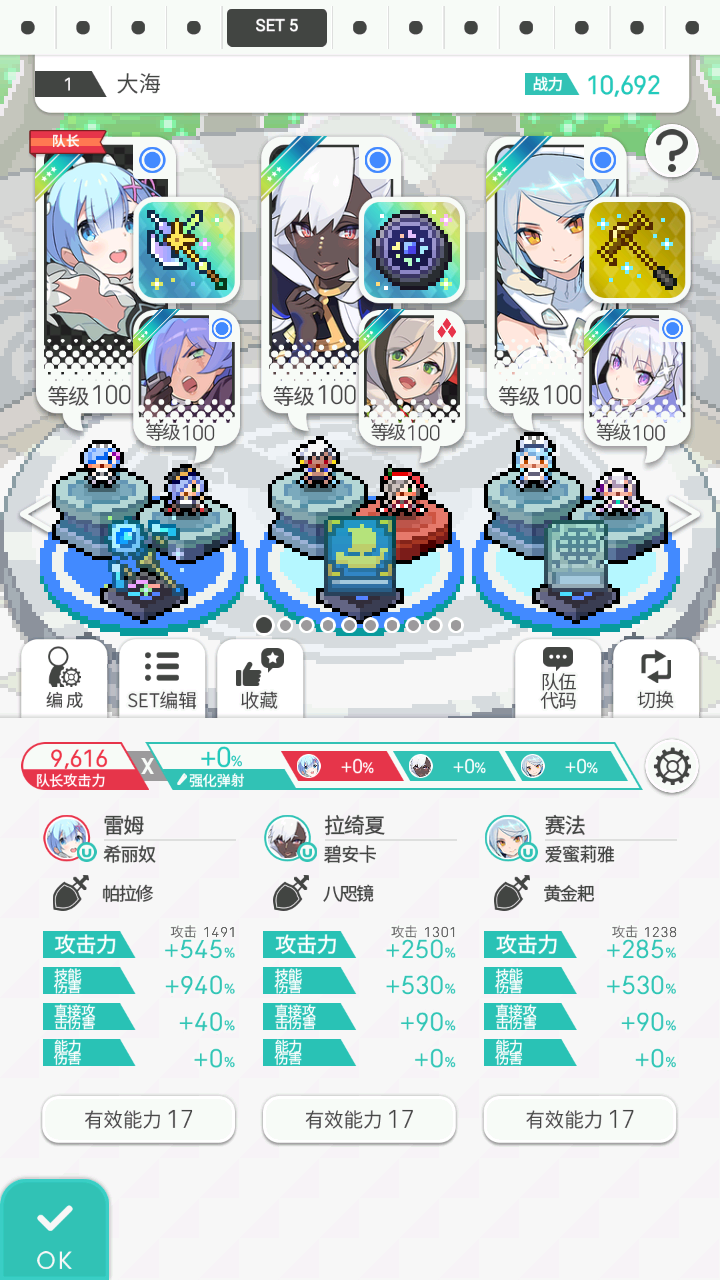 SET 5
1 大海 战力 10,692
队长
?
等级100 等级100 等级100
等级100 等级100 等级100
编成 SET编辑 收藏 队伍代码 切换
9,616 队长攻击力 X +0% 强化弹射 +0% +0% +0%
雷姆 拉绮夏 赛法
希丽奴 碧安卡 爱蜜莉雅
帕拉修 八咫镜 黄金耙
攻击 1491 攻击 1301 攻击 1238
攻击力 +545% 攻击力 +250% 攻击力 +285%
技能伤害 +940% 技能伤害 +530% 技能伤害 +530%
直接攻击伤害 +40% 直接攻击伤害 +90% 直接攻击伤害 +90%
能力伤害 +0% 能力伤害 +0% 能力伤害 +0%
有效能力 17 有效能力 17 有效能力 17
OK